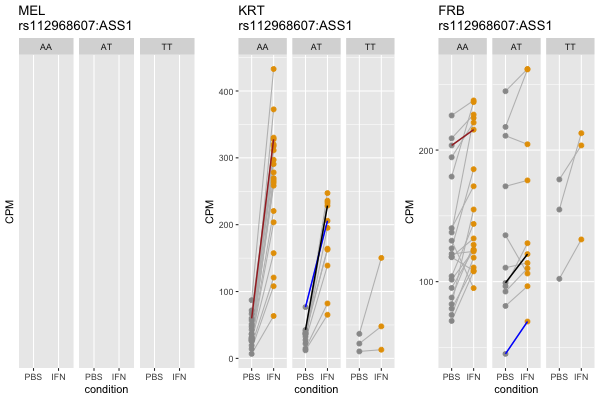 MEL
rs112968607:ASS1
AA AT TT
PBS IFN PBS IFN PBS IFN
condition
KRT
rs112968607:ASS1
AA AT TT
CPM
400
300
200
100
0
PBS IFN PBS IFN PBS IFN
condition
FRB
rs112968607:ASS1
AA AT TT
CPM
200
100
PBS IFN PBS IFN PBS IFN
condition
CPM